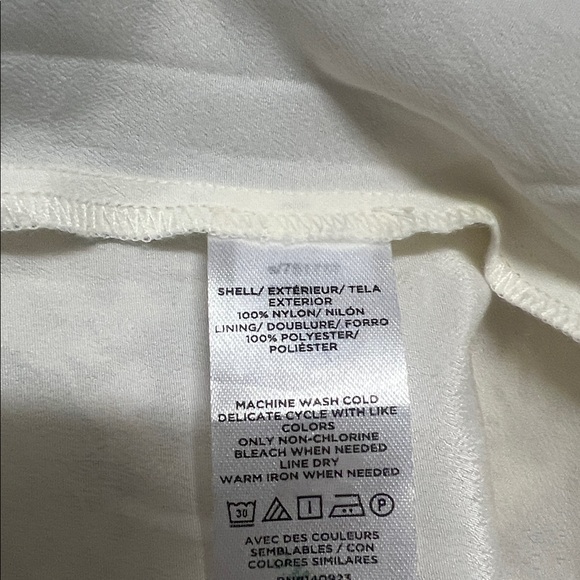 SHELL/ EXTÉRIEUR/ TELA
EXTERIOR
100% NYLON/ NILÓN
LINING/ DOUBLURE/ FORRO
100% POLYESTER/
POLIÉSTER
MACHINE WASH COLD
DELICATE CYCLE WITH LIKE
COLORS
ONLY NON-CHLORINE
BLEACH WHEN NEEDED
LINE DRY
WARM IRON WHEN NEEDED
30 P
AVEC DES COULEURS
SEMBLABLES / CON
COLORES SIMILARES